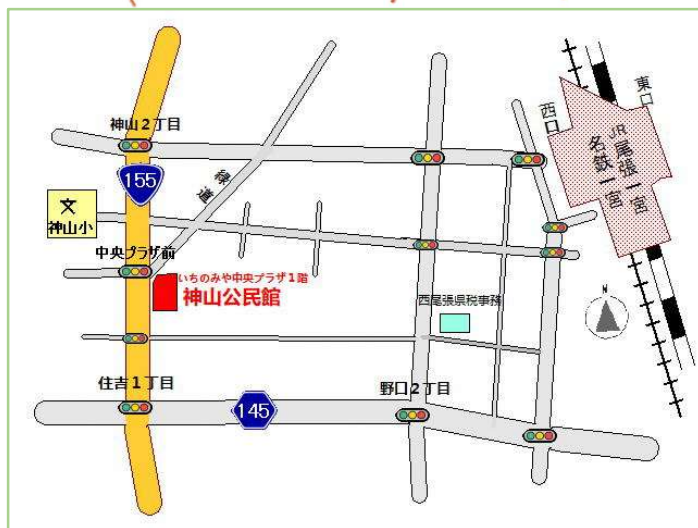 東口
西口
神山2丁目
JR尾張一宮
名鉄一宮
155
緑道
文
神山小
中央プラザ前
いちのみや中央プラザ1階
神山公民館
N
西尾張県税事務
住吉1丁目
145
野口2丁目